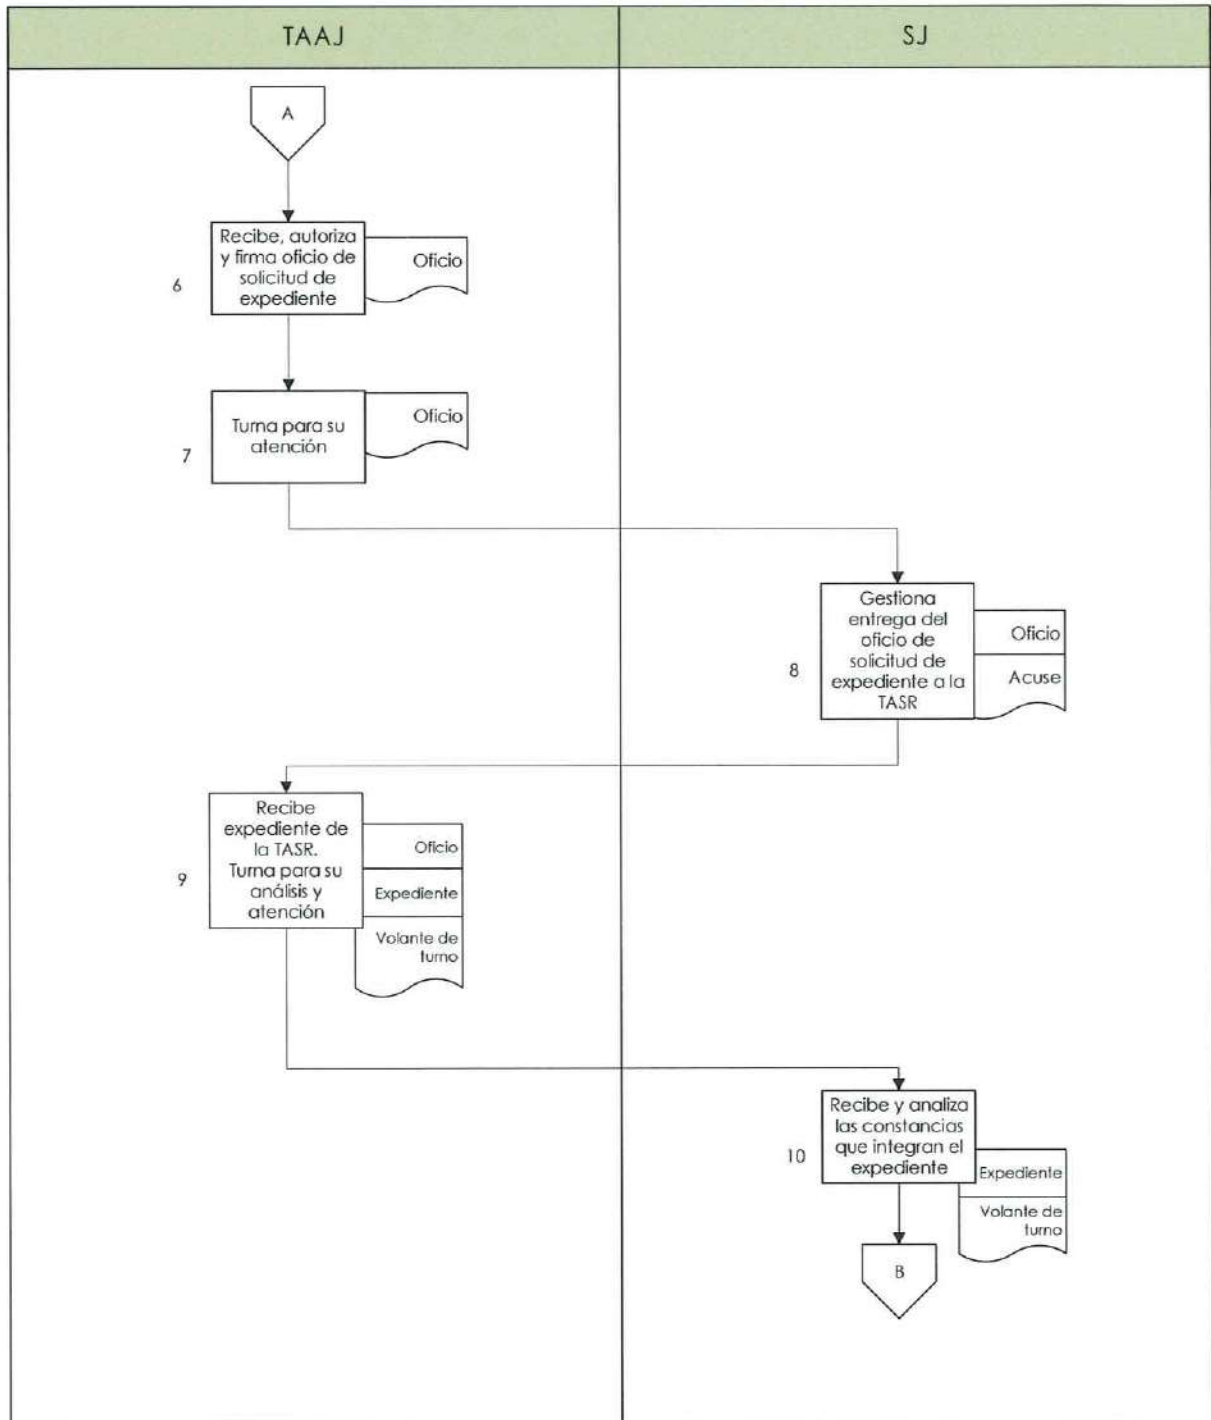 TAAJ
SJ
A
Recibe, autoriza
y firma oficio de
solicitud de
expediente
Oficio
6
Turna para su
atención
Oficio
7
Gestiona
entrega del
oficio de
solicitud de
expediente a la
TASR
Oficio
Acuse
8
Recibe
expediente de
la TASR.
Turna para su
análisis y
atención
Oficio
Expediente
Volante de
turno
9
Recibe y analiza
las constancias
que integran el
expediente
Expediente
Volante de
turno
10
B